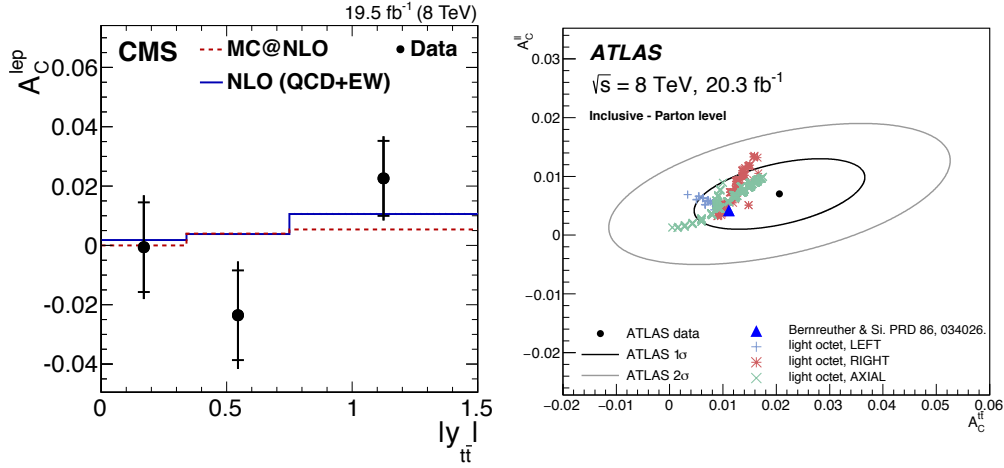 19.5 fb⁻¹ (8 TeV)
CMS
MC@NLO
Data
NLO (QCD+EW)
A_C^lep
0.06
0.04
0.02
0
-0.02
-0.04
0
0.5
1
1.5
|y_tt̄|
ATLAS
√s = 8 TeV, 20.3 fb⁻¹
Inclusive - Parton level
A_C^ll
0.03
0.02
0.01
0
−0.01
−0.02
ATLAS data
ATLAS 1σ
ATLAS 2σ
Bernreuther & Si. PRD 86, 034026.
light octet, LEFT
light octet, RIGHT
light octet, AXIAL
−0.02
−0.01
0
0.01
0.02
0.03
0.04
0.05
0.06
A_C^tt̄